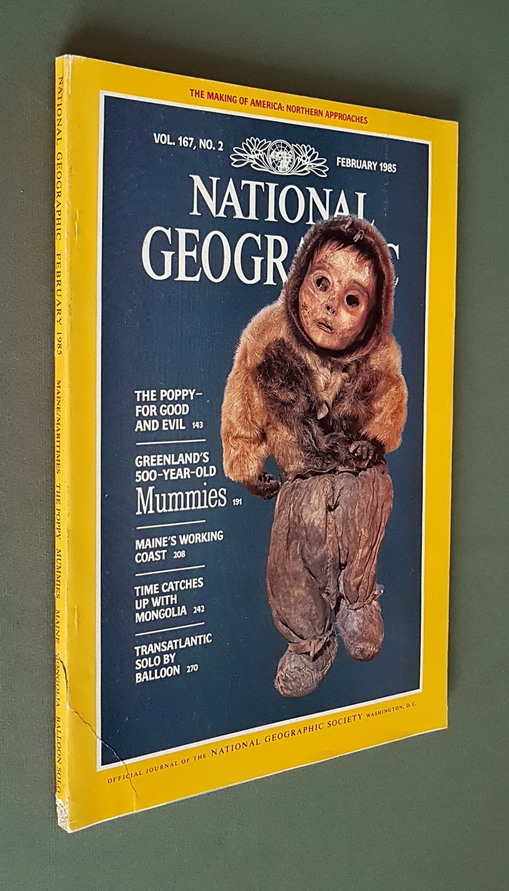 THE MAKING OF AMERICA: NORTHERN APPROACHES
VOL. 167, NO. 2
FEBRUARY 1985
NATIONAL
GEOGR C
THE POPPY–
FOR GOOD
AND EVIL 143
GREENLAND'S
500-YEAR-OLD
Mummies 191
MAINE'S WORKING
COAST 208
TIME CATCHES
UP WITH
MONGOLIA 242
TRANSATLANTIC
SOLO BY
BALLOON 270
OFFICIAL JOURNAL OF THE NATIONAL GEOGRAPHIC SOCIETY WASHINGTON, D.C.
NATIONAL GEOGRAPHIC FEBRUARY 1985 MAINE/MARITIMES THE POPPY MUMMIES MAINE MONGOLIA BALLOON SOLO